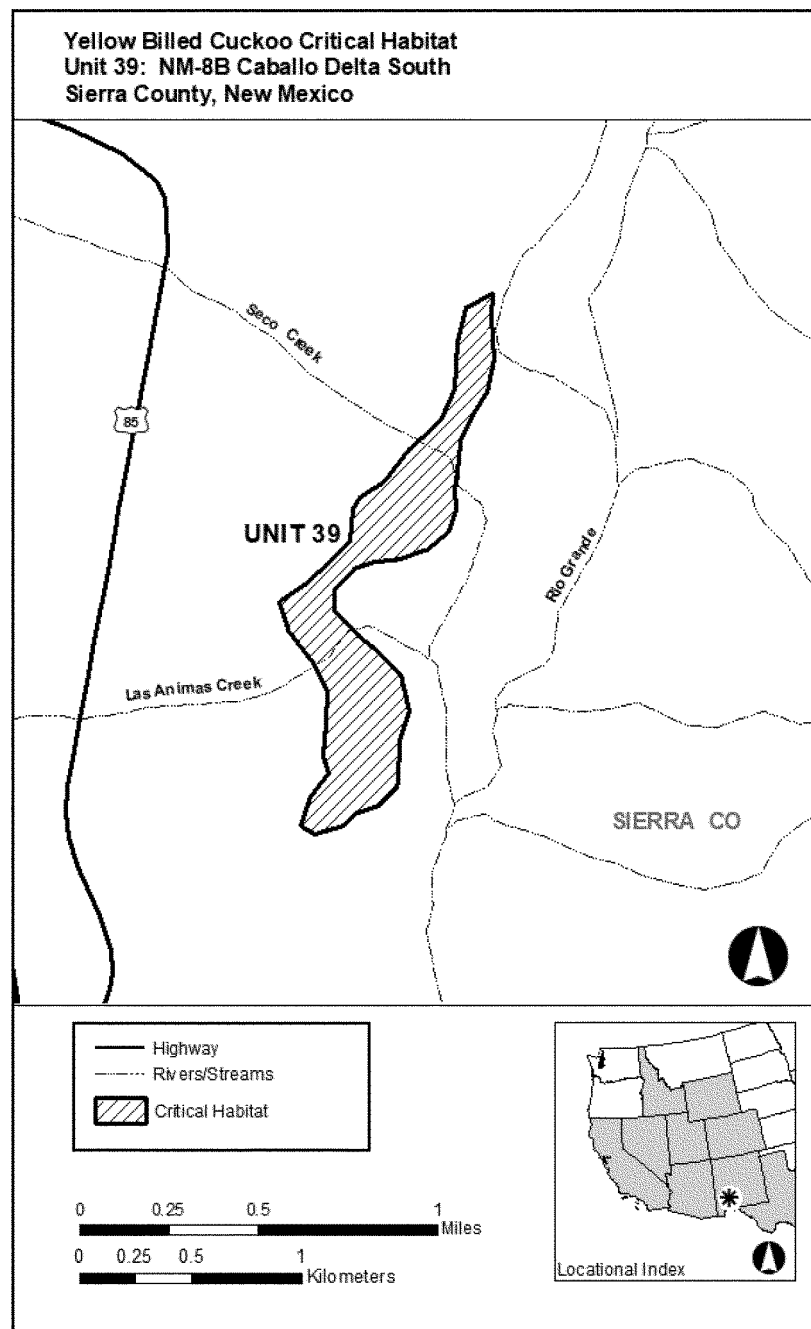 Yellow Billed Cuckoo Critical Habitat
Unit 39: NM-8B Caballo Delta South
Sierra County, New Mexico
Seco Creek
85
UNIT 39
Rio Grande
Las Animas Creek
SIERRA CO
Highway
Rivers/Streams
Critical Habitat
0 0.25 0.5 1
Miles
0 0.25 0.5 1
Kilometers
Locational Index